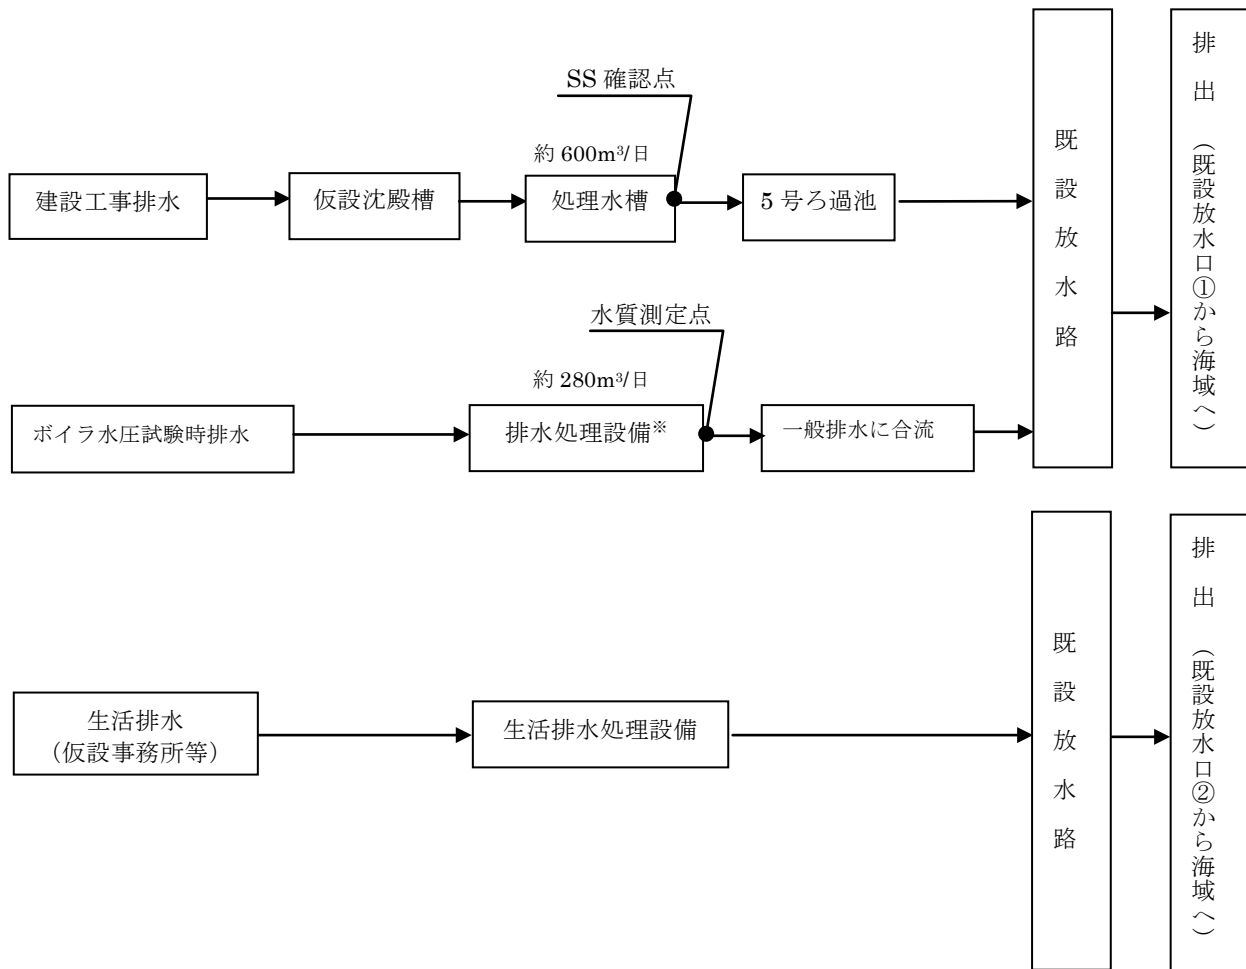 SS 確認点
約 600m³/日
建設工事排水
仮設沈殿槽
処理水槽
5 号ろ過池
水質測定点
約 280m³/日
ボイラ水圧試験時排水
排水処理設備※
一般排水に合流
既設放水路
排出 （既設放水口①から海域へ）
生活排水
（仮設事務所等）
生活排水処理設備
既設放水路
排出 （既設放水口②から海域へ）